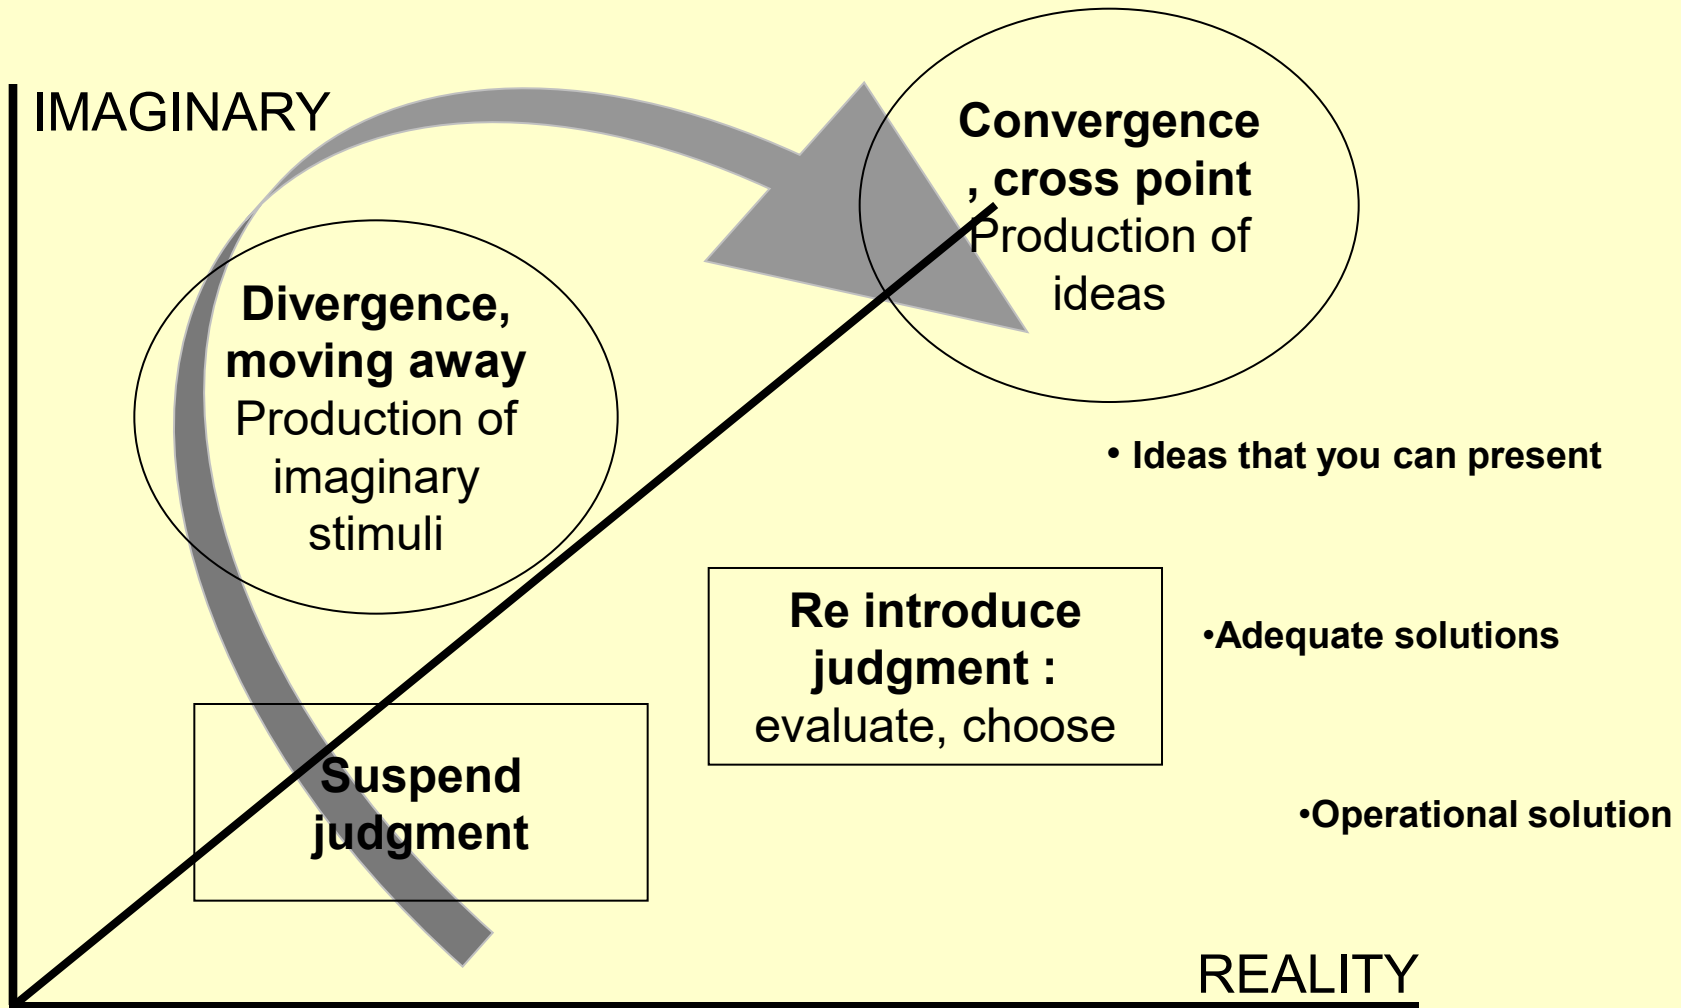 IMAGINARY
Convergence
, cross point
Production of
ideas
Divergence,
moving away
Production of
imaginary
stimuli
• Ideas that you can present
Re introduce
judgment :
evaluate, choose
•Adequate solutions
Suspend
judgment
•Operational solution
REALITY